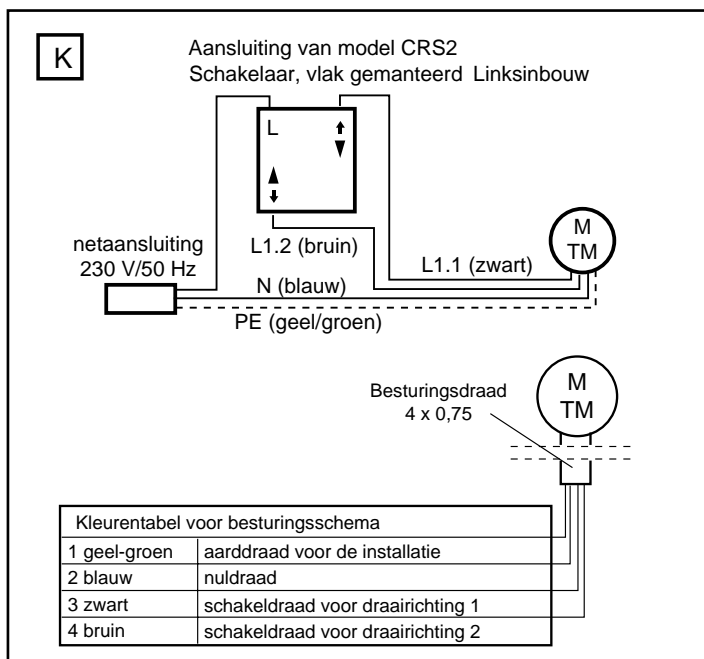 K
Aansluiting van model CRS2
Schakelaar, vlak gemanteerd Linksinbouw
L
netaansluiting
230 V/50 Hz
L1.2 (bruin)
L1.1 (zwart)
M
TM
N (blauw)
PE (geel/groen)
Besturingsdraad
4 x 0,75
M
TM
Kleurentabel voor besturingsschema
1 geel-groen aarddraad voor de installatie
2 blauw nuldraad
3 zwart schakeldraad voor draairichting 1
4 bruin schakeldraad voor draairichting 2